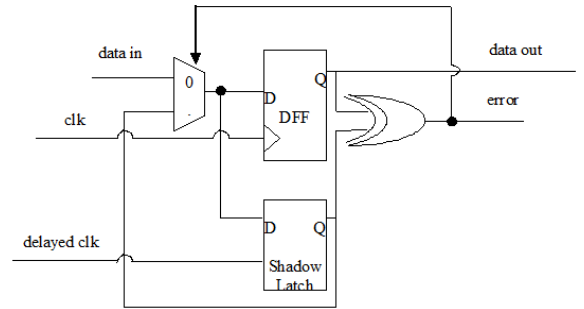 data in
data out
0
Q
D
DFF
error
clk
D
Q
delayed clk
Shadow
Latch